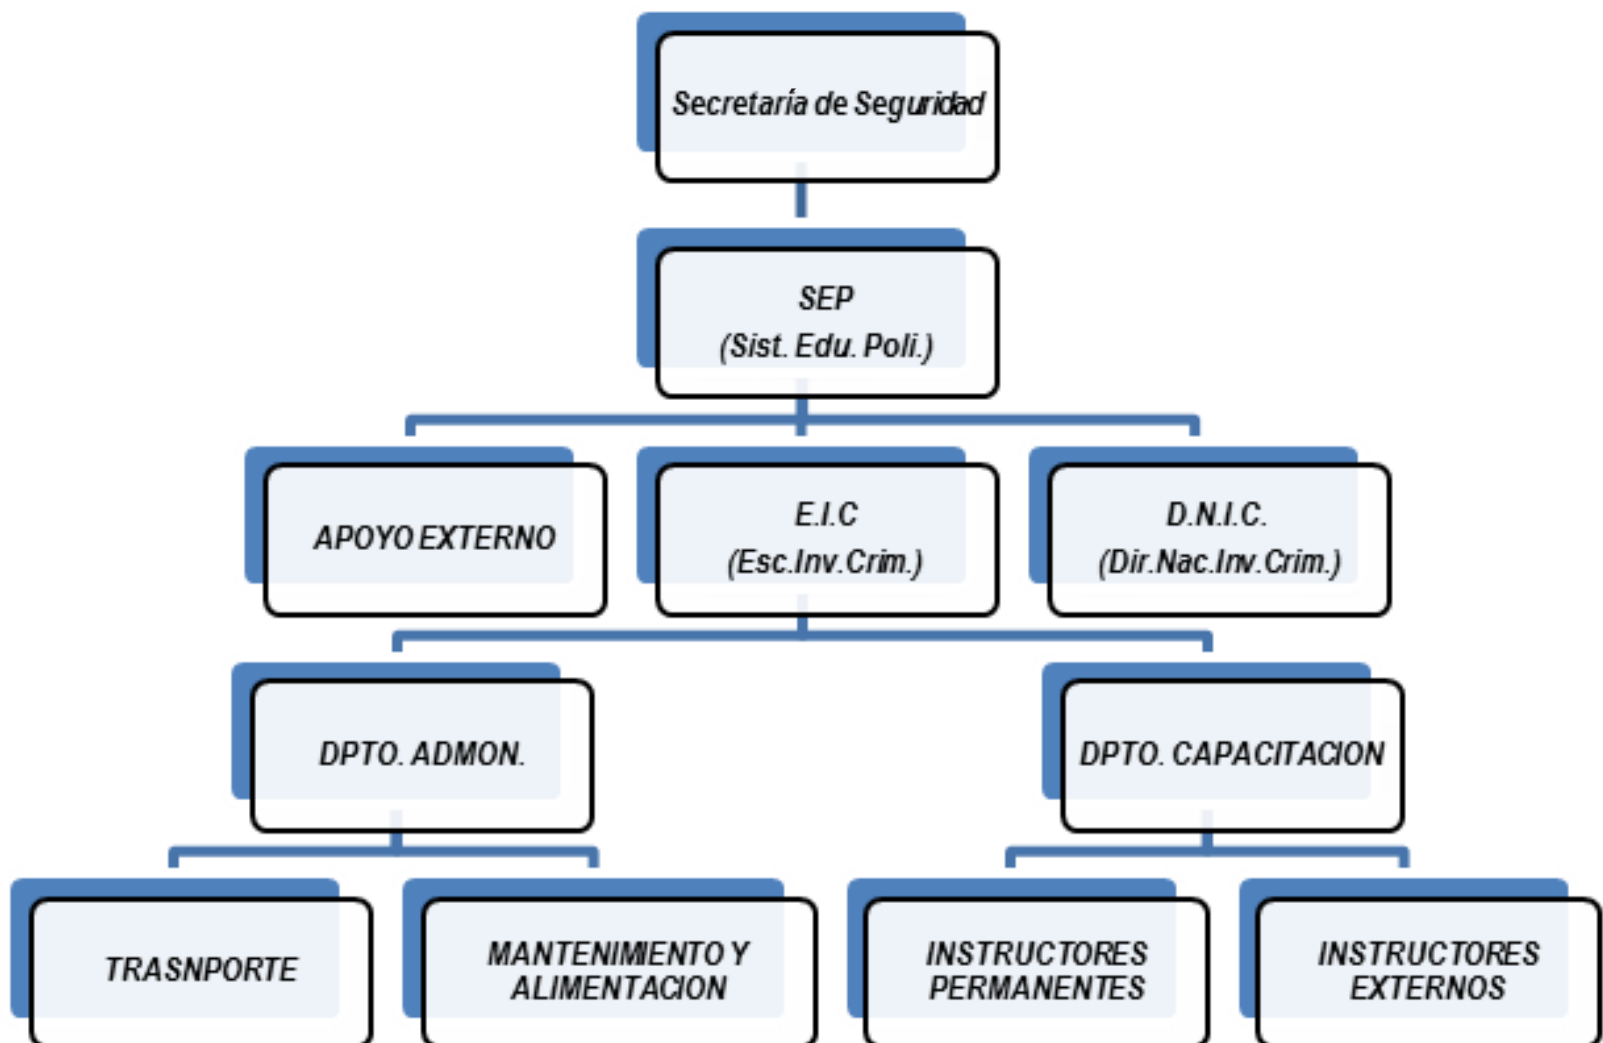 Secretaría de Seguridad
SEP
(Sist. Edu. Poli.)
APOYO EXTERNO
E.I.C
(Esc.Inv.Crim.)
D.N.I.C.
(Dir.Nac.Inv.Crim.)
DPTO. ADMON.
DPTO. CAPACITACION
TRASNPORTE
MANTENIMIENTO Y
ALIMENTACION
INSTRUCTORES
PERMANENTES
INSTRUCTORES
EXTERNOS